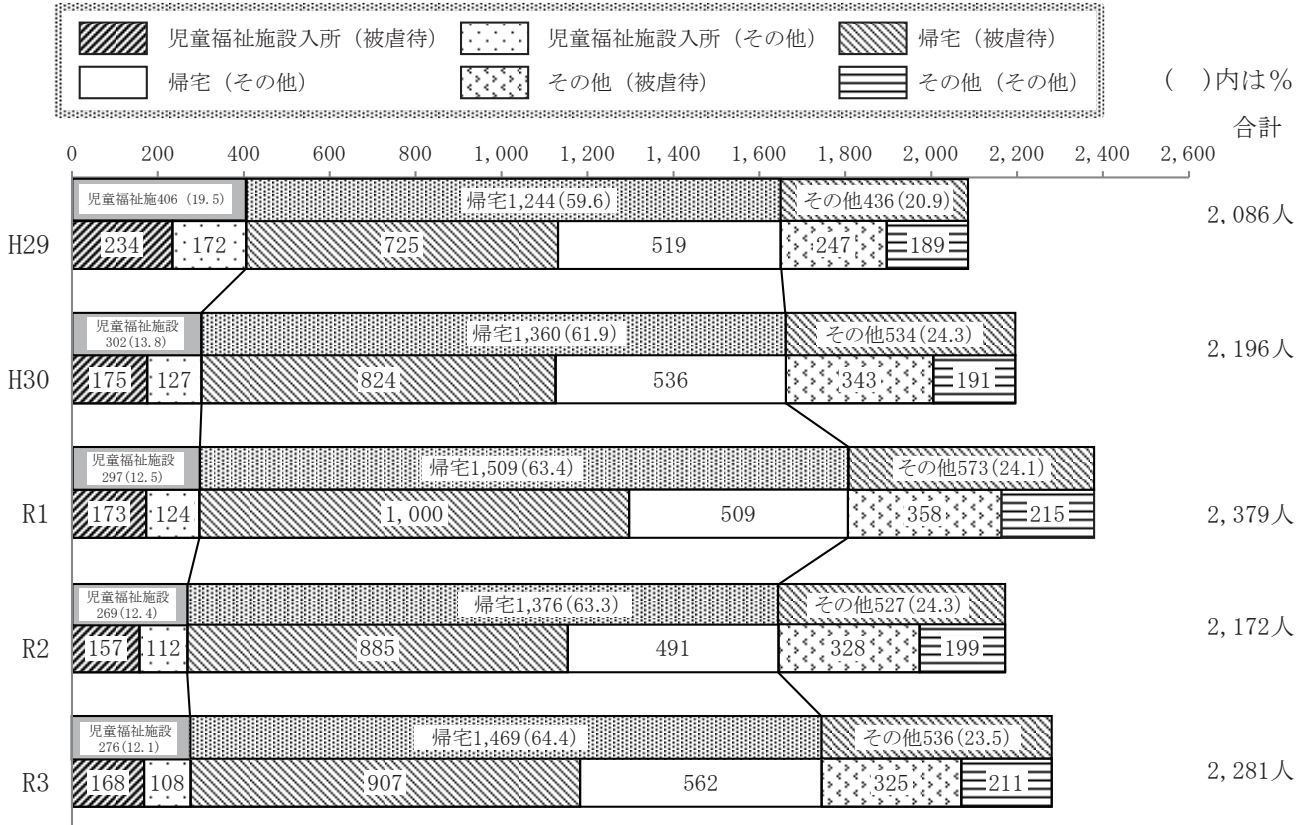 児童福祉施設入所（被虐待） 児童福祉施設入所（その他） 帰宅（被虐待）
帰宅（その他） その他（被虐待） その他（その他）
(　)内は％
合計
0 200 400 600 800 1,000 1,200 1,400 1,600 1,800 2,000 2,200 2,400 2,600
児童福祉施406 (19.5) 帰宅1,244(59.6) その他436(20.9)
2,086人
H29 234 172 725 519 247 189
児童福祉施設
302(13.8)
帰宅1,360(61.9) その他534(24.3)
2,196人
H30 175 127 824 536 343 191
児童福祉施設
297(12.5)
帰宅1,509(63.4) その他573(24.1)
R1 173 124 1,000 509 358 215 2,379人
児童福祉施設
269(12.4)
帰宅1,376(63.3) その他527(24.3)
2,172人
R2 157 112 885 491 328 199
児童福祉施設
276(12.1)
帰宅1,469(64.4) その他536(23.5)
2,281人
R3 168 108 907 562 325 211